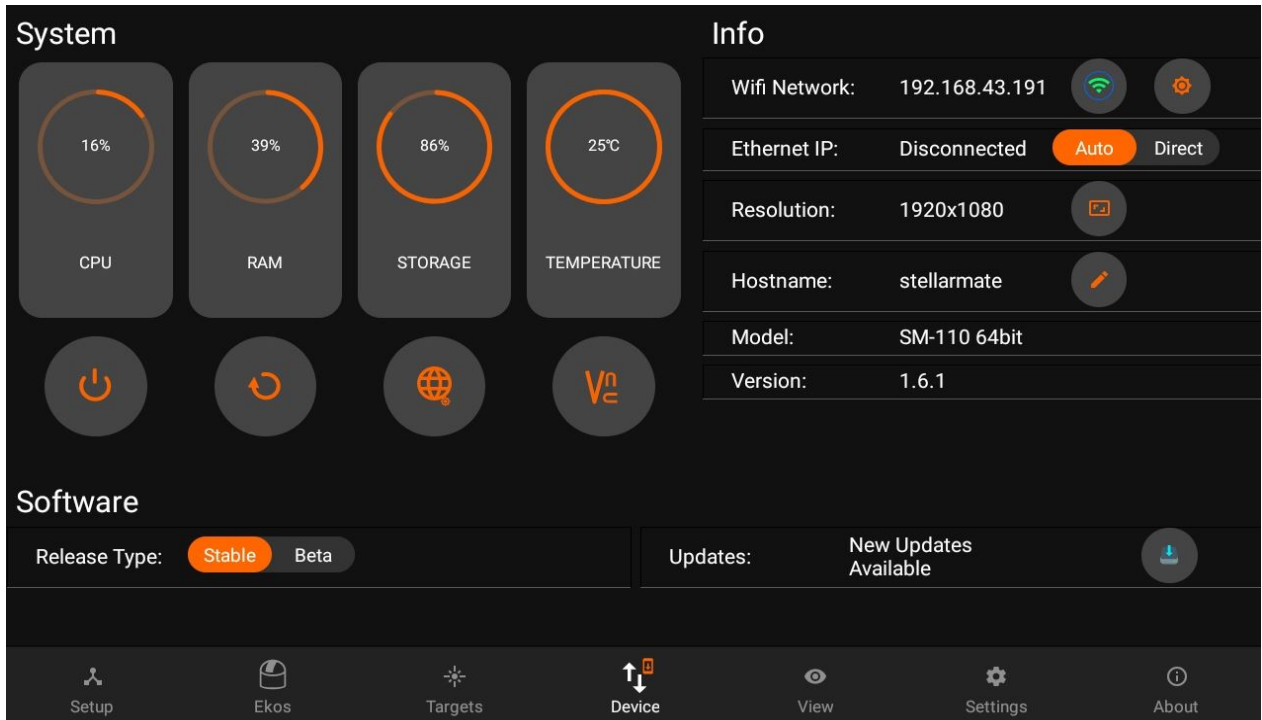 System
16%
CPU
39%
RAM
86%
STORAGE
25℃
TEMPERATURE
Vnc
Info
Wifi Network: 192.168.43.191
Ethernet IP: Disconnected Auto Direct
Resolution: 1920x1080
Hostname: stellarmate
Model: SM-110 64bit
Version: 1.6.1
Software
Release Type: Stable Beta
Updates: New Updates
Available
Setup Ekos Targets Device View Settings About